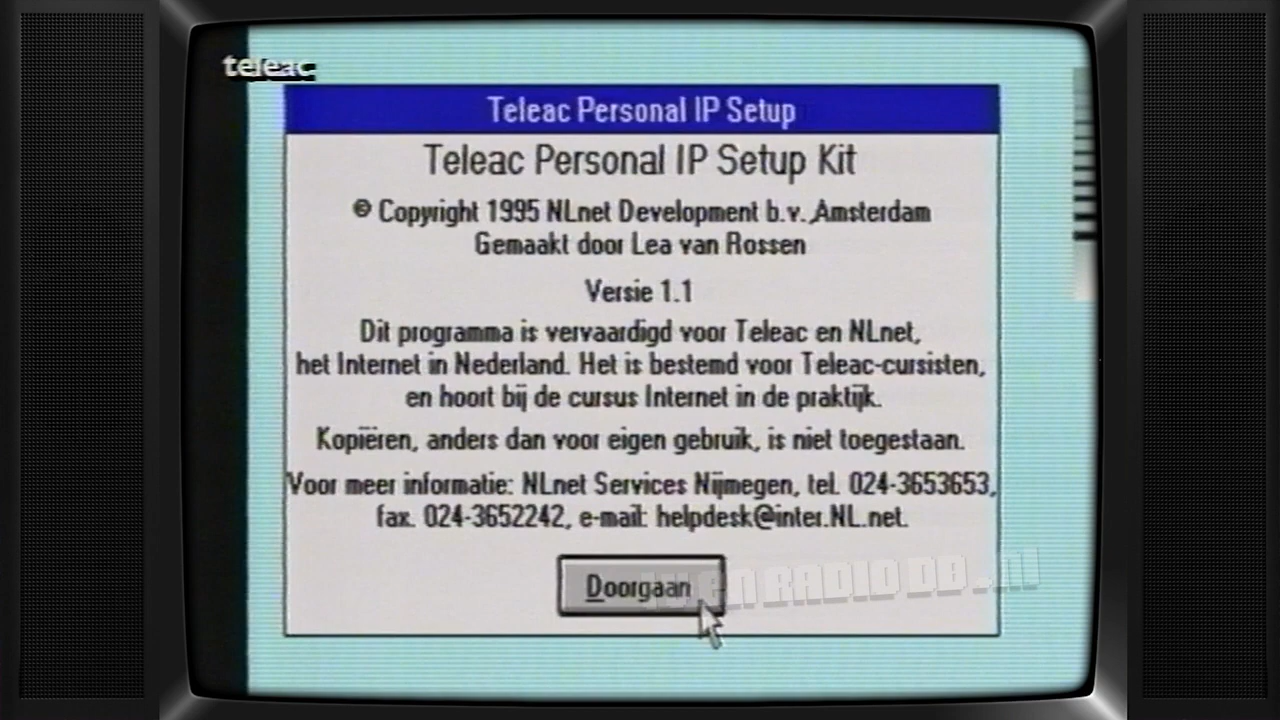 teleac
Teleac Personal IP Setup
Teleac Personal IP Setup Kit
© Copyright 1995 NLnet Development b.v. Amsterdam
Gemaakt door Lea van Rossen
Versie 1.1
Dit programma is vervaardigd voor Teleac en NLnet,
het Internet in Nederland. Het is bestemd voor Teleac-cursisten,
en hoort bij de cursus Internet in de praktijk.
Kopiëren, anders dan voor eigen gebruik, is niet toegestaan.
Voor meer informatie: NLnet Services Nijmegen, tel. 024-3653653,
fax. 024-3652242, e-mail: helpdesk@inter.NL.net.
Doorgaan